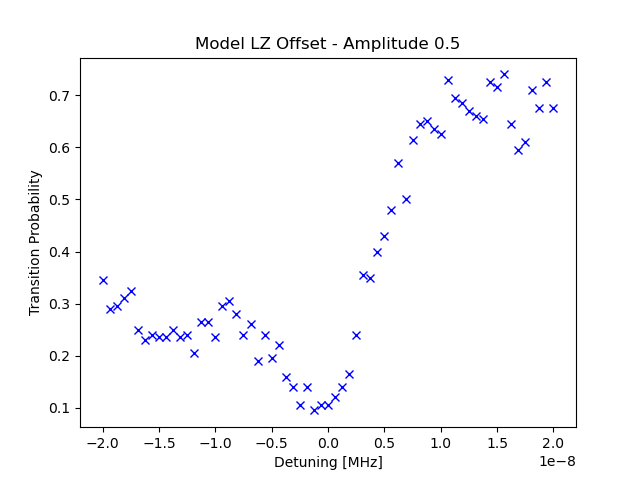 Model LZ Offset - Amplitude 0.5
Transition Probability
0.7
0.6
0.5
0.4
0.3
0.2
0.1
−2.0 −1.5 −1.0 −0.5 0.0 0.5 1.0 1.5 2.0
1e−8
Detuning [MHz]